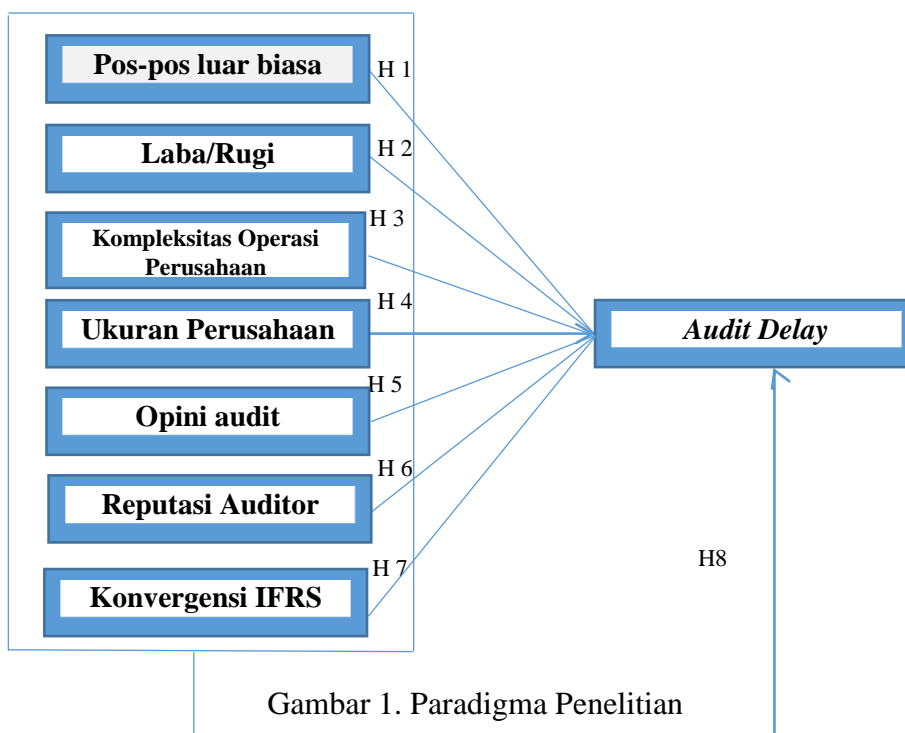 Pos-pos luar biasa
H 1
Laba/Rugi
H 2
Kompleksitas Operasi
Perusahaan
H 3
Ukuran Perusahaan
H 4
Audit Delay
Opini audit
H 5
Reputasi Auditor
H 6
Konvergensi IFRS
H 7
H8
Gambar 1. Paradigma Penelitian